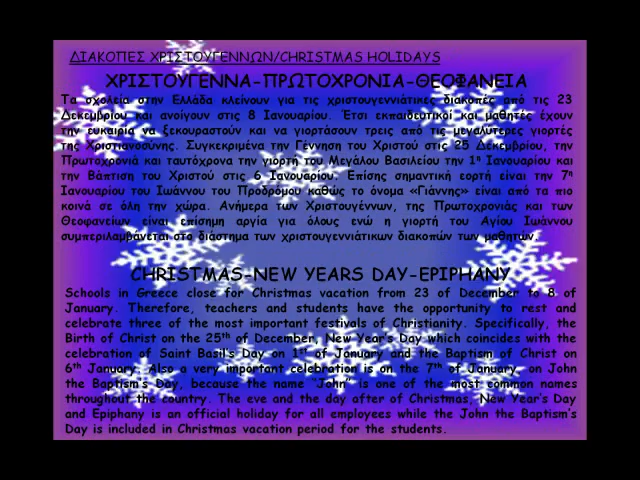 ΔΙΑΚΟΠΕΣ ΧΡΙΣΤΟΥΓΕΝΝΩΝ/CHRISTMAS HOLIDAYS
ΧΡΙΣΤΟΥΓΕΝΝΑ-ΠΡΩΤΟΧΡΟΝΙΑ-ΘΕΟΦΑΝΕΙΑ
Τα σχολεία στην Ελλάδα κλείνουν για τις χριστουγεννιάτικες διακοπές από τις 23
Δεκεμβρίου και ανοίγουν στις 8 Ιανουαρίου. Έτσι εκπαιδευτικοί και μαθητές έχουν
την ευκαιρία να ξεκουραστούν και να γιορτάσουν τρεις από τις μεγαλύτερες γιορτές
της Χριστιανοσύνης. Συγκεκριμένα την Γέννηση του Χριστού στις 25 Δεκεμβρίου, την
Πρωτοχρονιά και ταυτόχρονα την γιορτή του Μεγάλου Βασιλείου την 1η Ιανουαρίου και
την Βάπτιση του Χριστού στις 6 Ιανουαρίου. Επίσης σημαντική εορτή είναι την 7η
Ιανουαρίου του Ιωάννου του Προδρόμου καθώς το όνομα «Γιάννης» είναι από τα πιο
κοινά σε όλη την χώρα. Ανήμερα των Χριστουγέννων, της Πρωτοχρονιάς και των
Θεοφανείων είναι επίσημη αργία για όλους ενώ η γιορτή του Αγίου Ιωάννου
συμπεριλαμβάνεται στο διάστημα των χριστουγεννιάτικων διακοπών των μαθητών.
CHRISTMAS-NEW YEARS DAY-EPIPHANY
Schools in Greece close for Christmas vacation from 23 of December to 8 of
January. Therefore, teachers and students have the opportunity to rest and
celebrate three of the most important festivals of Christianity. Specifically, the
Birth of Christ on the 25th of December, New Year's Day which coincides with the
celebration of Saint Basil's Day on 1st of January and the Baptism of Christ on
6th January. Also a very important celebration is on the 7th of January, on John
the Baptism's Day, because the name "John" is one of the most common names
throughout the country. The eve and the day after of Christmas, New Year's Day
and Epiphany is an official holiday for all employees while the John the Baptism's
Day is included in Christmas vacation period for the students.